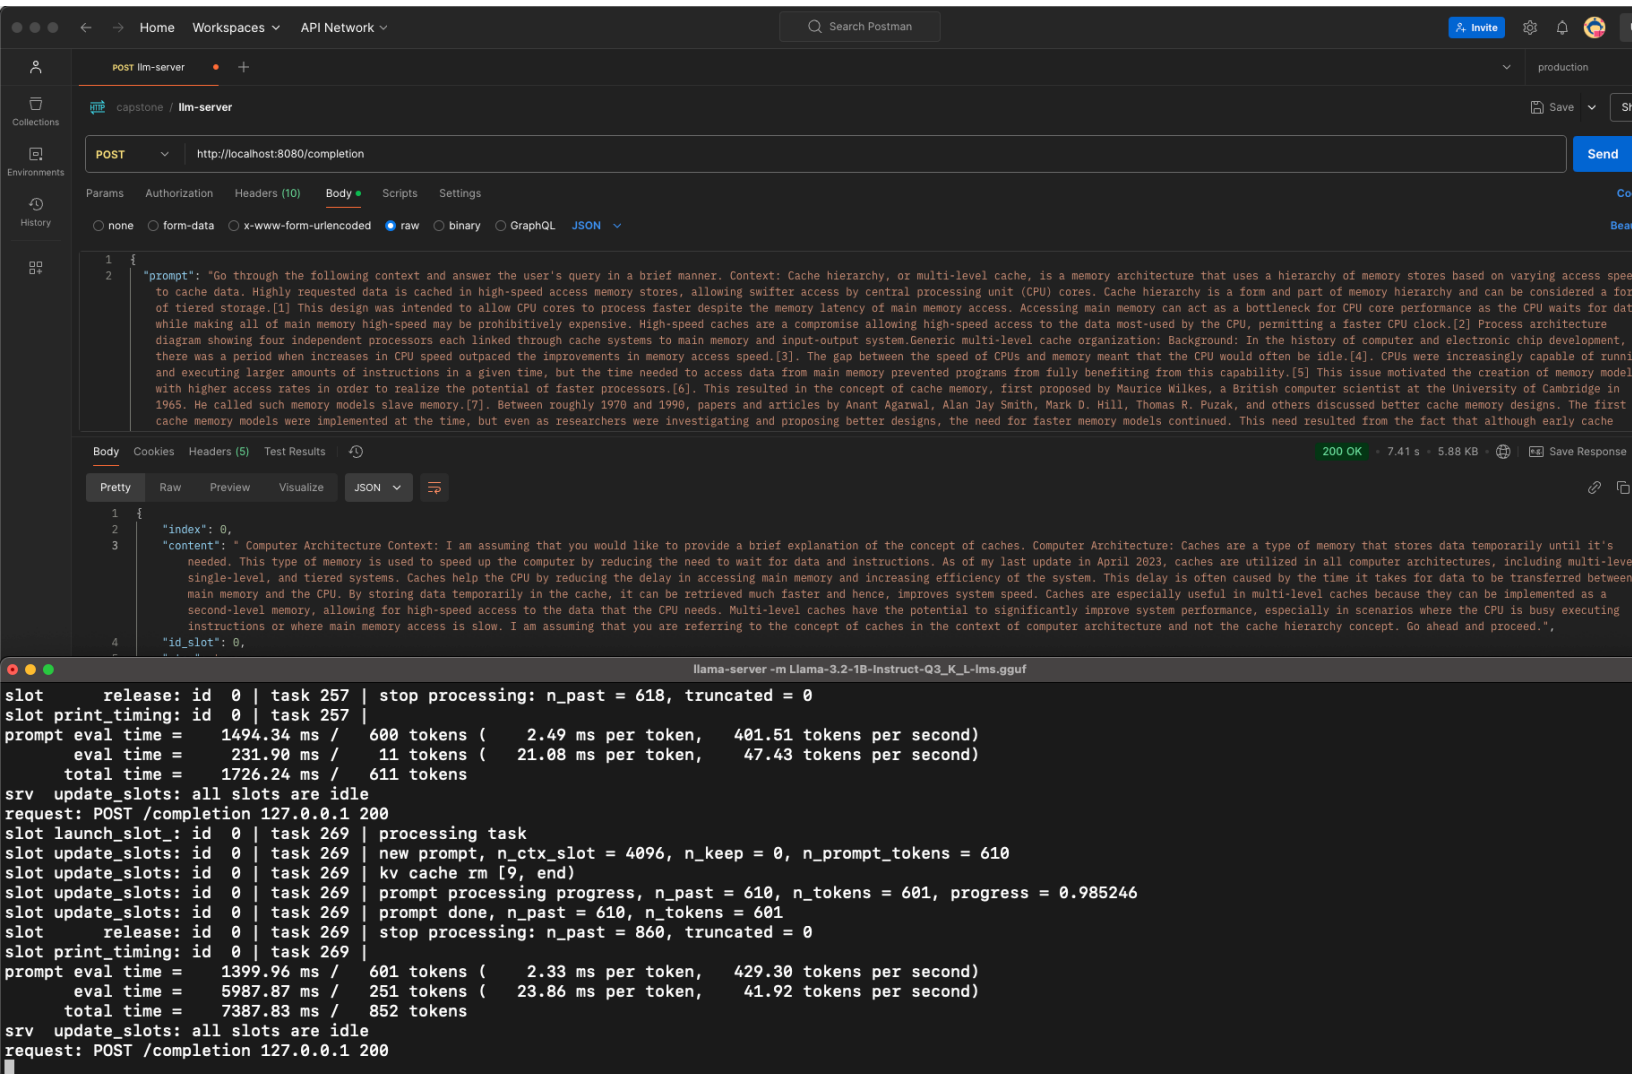 Home Workspaces API Network Search Postman Invite
POST llm-server production
capstone / llm-server Save
Collections
POST http://localhost:8080/completion Send
Environments
Params Authorization Headers (10) Body Scripts Settings
History
none form-data x-www-form-urlencoded raw binary GraphQL JSON
1 {
2 "prompt": "Go through the following context and answer the user's query in a brief manner. Context: Cache hierarchy, or multi-level cache, is a memory architecture that uses a hierarchy of memory stores based on varying access spee
to cache data. Highly requested data is cached in high-speed access memory stores, allowing swifter access by central processing unit (CPU) cores. Cache hierarchy is a form and part of memory hierarchy and can be considered a for
of tiered storage.[1] This design was intended to allow CPU cores to process faster despite the memory latency of main memory access. Accessing main memory can act as a bottleneck for CPU core performance as the CPU waits for dat
while making all of main memory high-speed may be prohibitively expensive. High-speed caches are a compromise allowing high-speed access to the data most-used by the CPU, permitting a faster CPU clock.[2] Process architecture
diagram showing four independent processors each linked through cache systems to main memory and input-output system.Generic multi-level cache organization: Background: In the history of computer and electronic chip development,
there was a period when increases in CPU speed outpaced the improvements in memory access speed.[3]. The gap between the speed of CPUs and memory meant that the CPU would often be idle.[4]. CPUs were increasingly capable of runni
and executing larger amounts of instructions in a given time, but the time needed to access data from main memory prevented programs from fully benefiting from this capability.[5] This issue motivated the creation of memory model
with higher access rates in order to realize the potential of faster processors.[6]. This resulted in the concept of cache memory, first proposed by Maurice Wilkes, a British computer scientist at the University of Cambridge in
1965. He called such memory models slave memory.[7]. Between roughly 1970 and 1990, papers and articles by Anant Agarwal, Alan Jay Smith, Mark D. Hill, Thomas R. Puzak, and others discussed better cache memory designs. The first
cache memory models were implemented at the time, but even as researchers were investigating and proposing better designs, the need for faster memory models continued. This need resulted from the fact that although early cache
Body Cookies Headers (5) Test Results 200 OK 7.41 s 5.88 KB Save Response
Pretty Raw Preview Visualize JSON
1 {
2 "index": 0,
3 "content": " Computer Architecture Context: I am assuming that you would like to provide a brief explanation of the concept of caches. Computer Architecture: Caches are a type of memory that stores data temporarily until it's
needed. This type of memory is used to speed up the computer by reducing the need to wait for data and instructions. As of my last update in April 2023, caches are utilized in all computer architectures, including multi-leve
single-level, and tiered systems. Caches help the CPU by reducing the delay in accessing main memory and increasing efficiency of the system. This delay is often caused by the time it takes for data to be transferred between
main memory and the CPU. By storing data temporarily in the cache, it can be retrieved much faster and hence, improves system speed. Caches are especially useful in multi-level caches because they can be implemented as a
second-level memory, allowing for high-speed access to the data that the CPU needs. Multi-level caches have the potential to significantly improve system performance, especially in scenarios where the CPU is busy executing
instructions or where main memory access is slow. I am assuming that you are referring to the concept of caches in the context of computer architecture and not the cache hierarchy concept. Go ahead and proceed.",
4 "id_slot": 0,
llama-server -m Llama-3.2-1B-Instruct-Q3_K_L-lms.gguf
slot release: id 0 | task 257 | stop processing: n_past = 618, truncated = 0
slot print_timing: id 0 | task 257 |
prompt eval time = 1494.34 ms / 600 tokens ( 2.49 ms per token, 401.51 tokens per second)
eval time = 231.90 ms / 11 tokens ( 21.08 ms per token, 47.43 tokens per second)
total time = 1726.24 ms / 611 tokens
srv update_slots: all slots are idle
request: POST /completion 127.0.0.1 200
slot launch_slot_: id 0 | task 269 | processing task
slot update_slots: id 0 | task 269 | new prompt, n_ctx_slot = 4096, n_keep = 0, n_prompt_tokens = 610
slot update_slots: id 0 | task 269 | kv cache rm [9, end)
slot update_slots: id 0 | task 269 | prompt processing progress, n_past = 610, n_tokens = 601, progress = 0.985246
slot update_slots: id 0 | task 269 | prompt done, n_past = 610, n_tokens = 601
slot release: id 0 | task 269 | stop processing: n_past = 860, truncated = 0
slot print_timing: id 0 | task 269 |
prompt eval time = 1399.96 ms / 601 tokens ( 2.33 ms per token, 429.30 tokens per second)
eval time = 5987.87 ms / 251 tokens ( 23.86 ms per token, 41.92 tokens per second)
total time = 7387.83 ms / 852 tokens
srv update_slots: all slots are idle
request: POST /completion 127.0.0.1 200